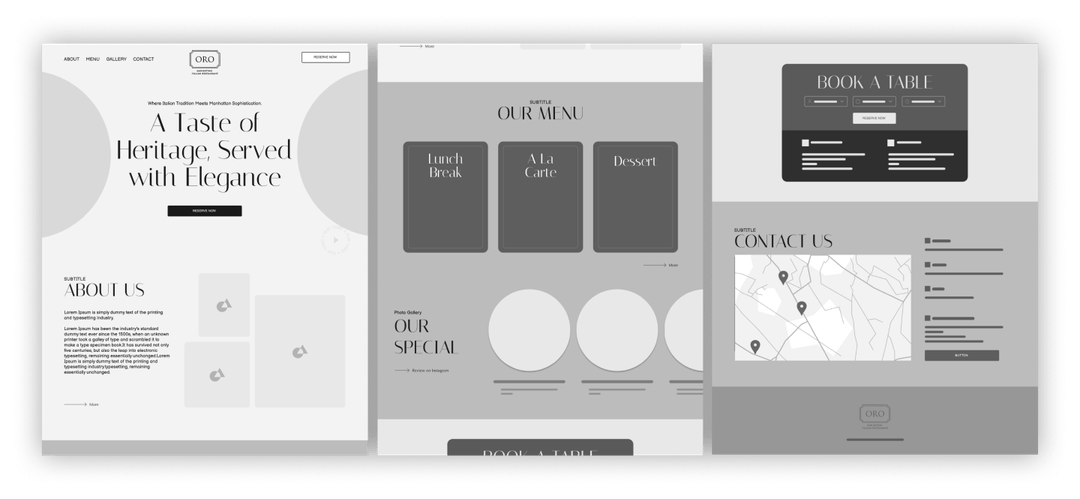 ABOUT MENU GALLERY CONTACT
ORO
MANHATTAN
ITALIAN RESTAURANT
RESERVE NOW
Where Italian Tradition Meets Manhattan Sophistication.
A Taste of
Heritage, Served
with Elegance
RESERVE NOW
SUBTITLE
ABOUT US
Lorem Ipsum is simply dummy text of the printing
and typesetting industry.
Lorem Ipsum has been the industry's standard
dummy text ever since the 1500s, when an unknown
printer took a galley of type and scrambled it to
make a type specimen book.It has survived not only
five centuries, but also the leap into electronic
typesetting, remaining essentially unchanged.Lorem
Ipsum is simply dummy text of the printing and
typesetting industry.typesetting, remaining
essentially unchanged.
More
More
SUBTITLE
OUR MENU
Lunch
Break
A La
Carte
Dessert
More
Photo Gallery
OUR
SPECIAL
Review on Instagram
BOOK A TABLE
BOOK A TABLE
RESERVE NOW
SUBTITLE
CONTACT US
BUTTON
ORO